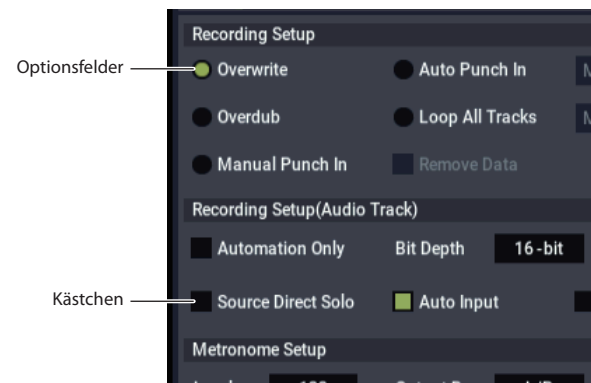 Recording Setup
Optionsfelder
Overwrite
Auto Punch In
Overdub
Loop All Tracks
Manual Punch In
Remove Data
Recording Setup(Audio Track)
Automation Only
Bit Depth
16-bit
Kästchen
Source Direct Solo
Auto Input
Metronome Setup